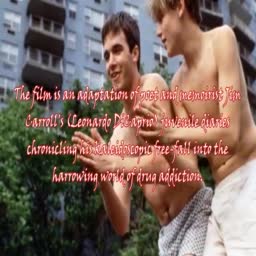 The film is an adaptation of poet and memoirist Jim
Carroll's (Leonardo DiCaprio) juvenile diaries
chronicling his kaleidoscopic free-fall into the
harrowing world of drug addiction.